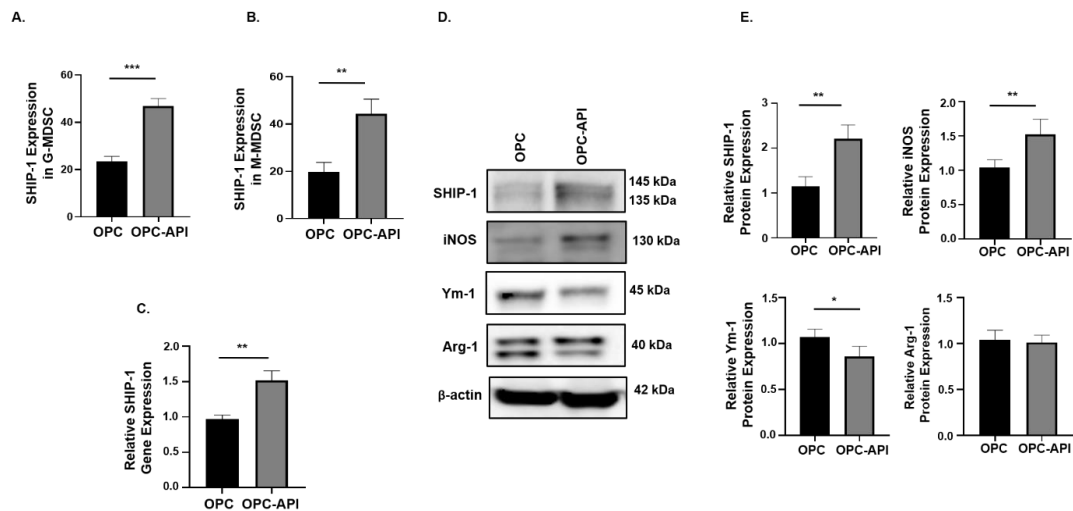 A.
***
60
40
20
0
SHIP-1 Expression
in G-MDSC
OPC OPC-API
B.
**
60
40
20
0
SHIP-1 Expression
in M-MDSC
OPC OPC-API
C.
**
2.0
1.5
1.0
0.5
0.0
Relative SHIP-1
Gene Expression
OPC OPC-API
D.
OPC
OPC-API
SHIP-1
145 kDa
135 kDa
iNOS
130 kDa
Ym-1
45 kDa
Arg-1
40 kDa
β-actin
42 kDa
E.
**
3
2
1
0
Relative SHIP-1
Protein Expression
OPC OPC-API
**
2.0
1.5
1.0
0.5
0.0
Relative iNOS
Protein Expression
OPC OPC-API
*
1.5
1.0
0.5
0.0
Relative Ym-1
Protein Expression
OPC OPC-API
1.5
1.0
0.5
0.0
Relative Arg-1
Protein Expression
OPC OPC-API